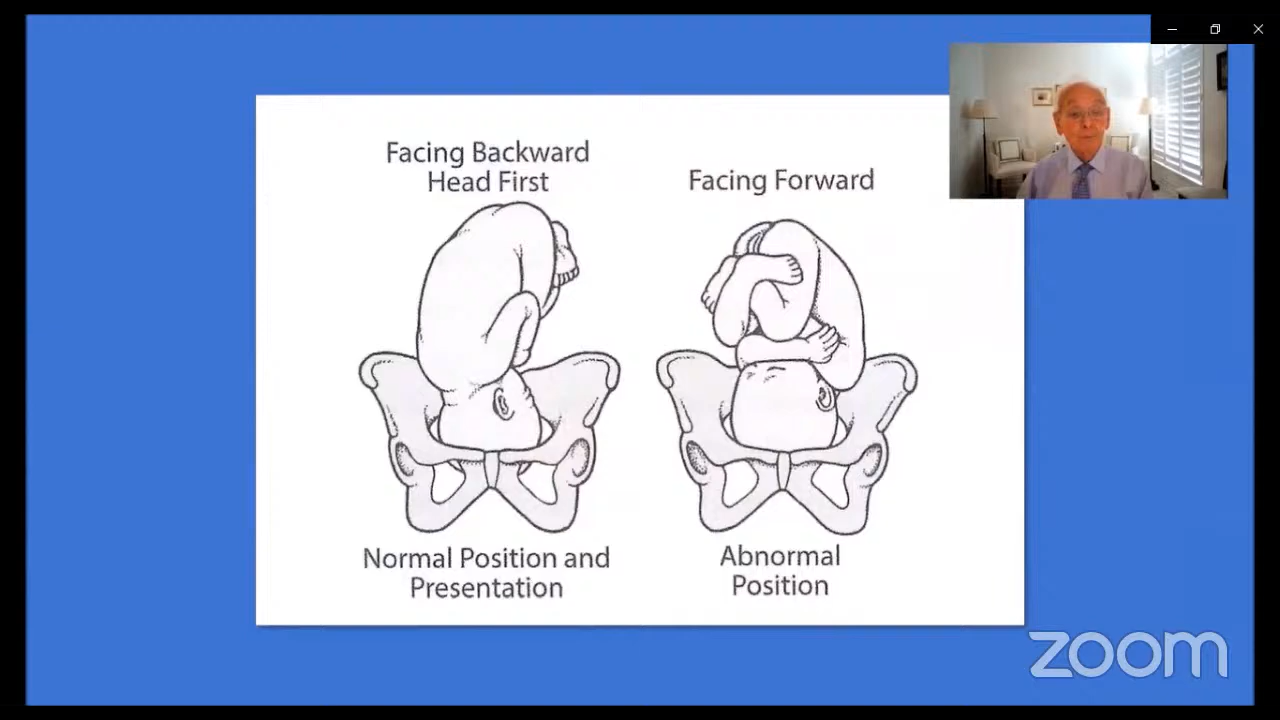 Facing Backward
Head First
Facing Forward
Normal Position and
Presentation
Abnormal
Position
zoom